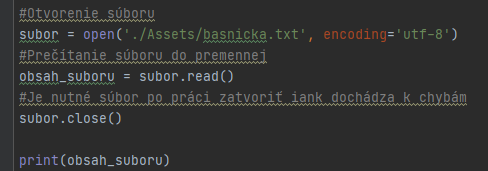 #Otvorenie súboru
subor = open('./Assets/basnicka.txt', encoding='utf-8')
#Prečítanie súboru do premennej
obsah_suboru = subor.read()
#Je nutné súbor po práci zatvoriť iank dochádza k chybám
subor.close()
print(obsah_suboru)